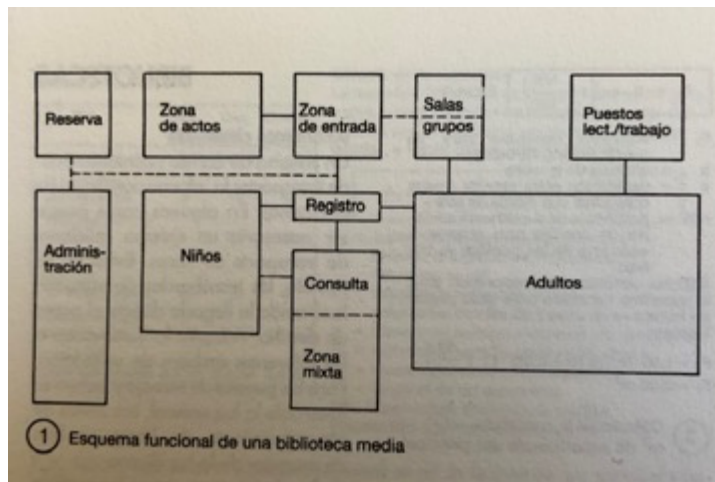 Reserva
Zona
de actos
Zona
de entrada
Salas
grupos
Puestos
lect./trabajo
Adminis-
tración
Niños
Registro
Consulta
Zona
mixta
Adultos
1 Esquema funcional de una biblioteca media